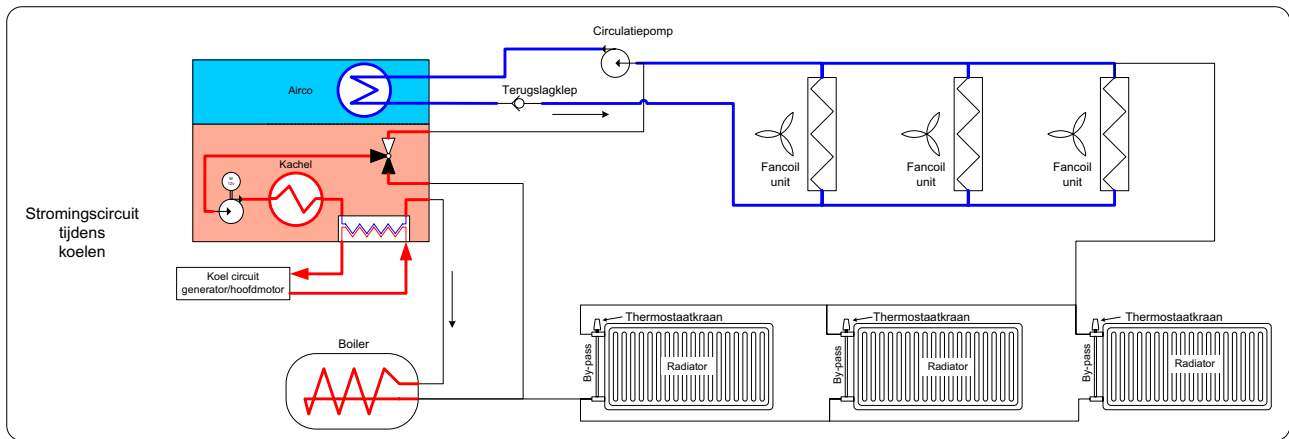 Circulatiepomp
Airco
Terugslagklep
Kachel
Fancoil
unit
Fancoil
unit
Fancoil
unit
W
12v
Stromingscircuit
tijdens
koelen
Koel circuit
generator/hoofdmotor
Thermostaatkraan
Thermostaatkraan
Thermostaatkraan
Boiler
By-pass
Radiator
By-pass
Radiator
By-pass
Radiator